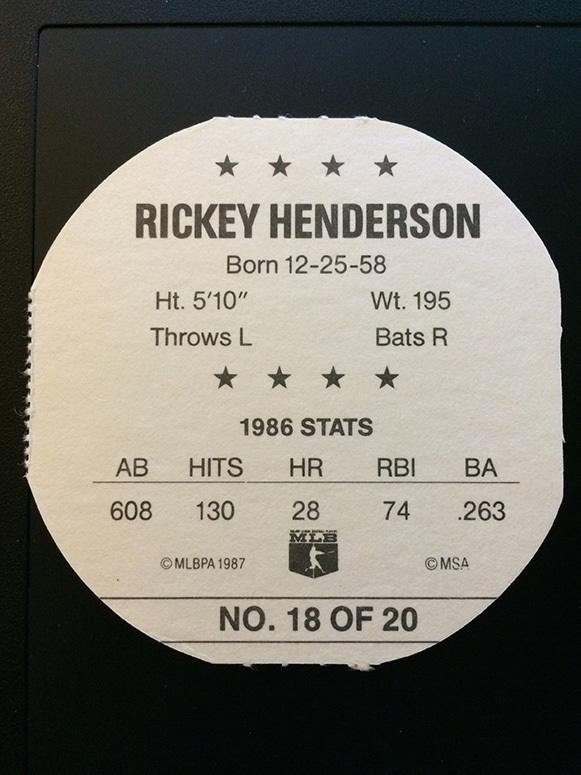 RICKEY HENDERSON
Born 12-25-58
Ht. 5'10" Wt. 195
Throws L Bats R
1986 STATS
AB HITS HR RBI BA
608 130 28 74 .263
MLB
© MLBPA 1987 © MSA
NO. 18 OF 20